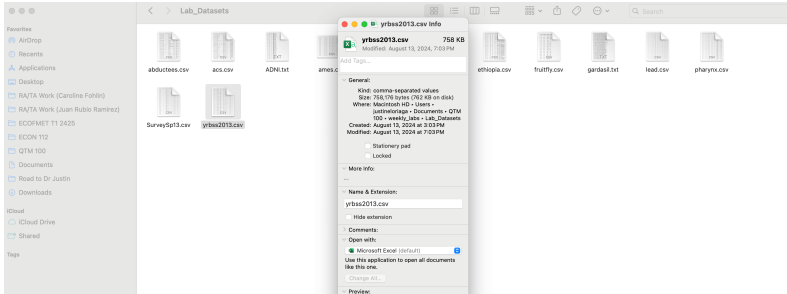 Lab_Datasets
Search
Favorites
AirDrop
Recents
Applications
Desktop
RA/TA Work (Caroline Fohlin)
RA/TA Work (Juan Rubio Ramirez)
ECOFMET T1 2425
ECON 112
QTM 100
Documents
Road to Dr Justin
Downloads
iCloud
iCloud Drive
Shared
Tags
abductees.csv
acs.csv
ADNI.txt
ames.c
ethiopia.csv
fruitfly.csv
gardasil.txt
lead.csv
pharynx.csv
SurveySp13.csv
yrbss2013.csv
yrbss2013.csv Info
yrbss2013.csv 758 KB
Modified: August 13, 2024, 7:03 PM
Add Tags...
General:
Kind: comma-separated values
Size: 758,176 bytes (762 KB on disk)
Where: Macintosh HD • Users •
justineloriaga • Documents • QTM
100 • weekly_labs • Lab_Datasets
Created: August 13, 2024 at 3:03 PM
Modified: August 13, 2024 at 7:03 PM
Stationery pad
Locked
More Info:
--
Name & Extension:
yrbss2013.csv
Hide extension
Comments:
Open with:
Microsoft Excel (default)
Use this application to open all documents
like this one.
Change All...
Preview: